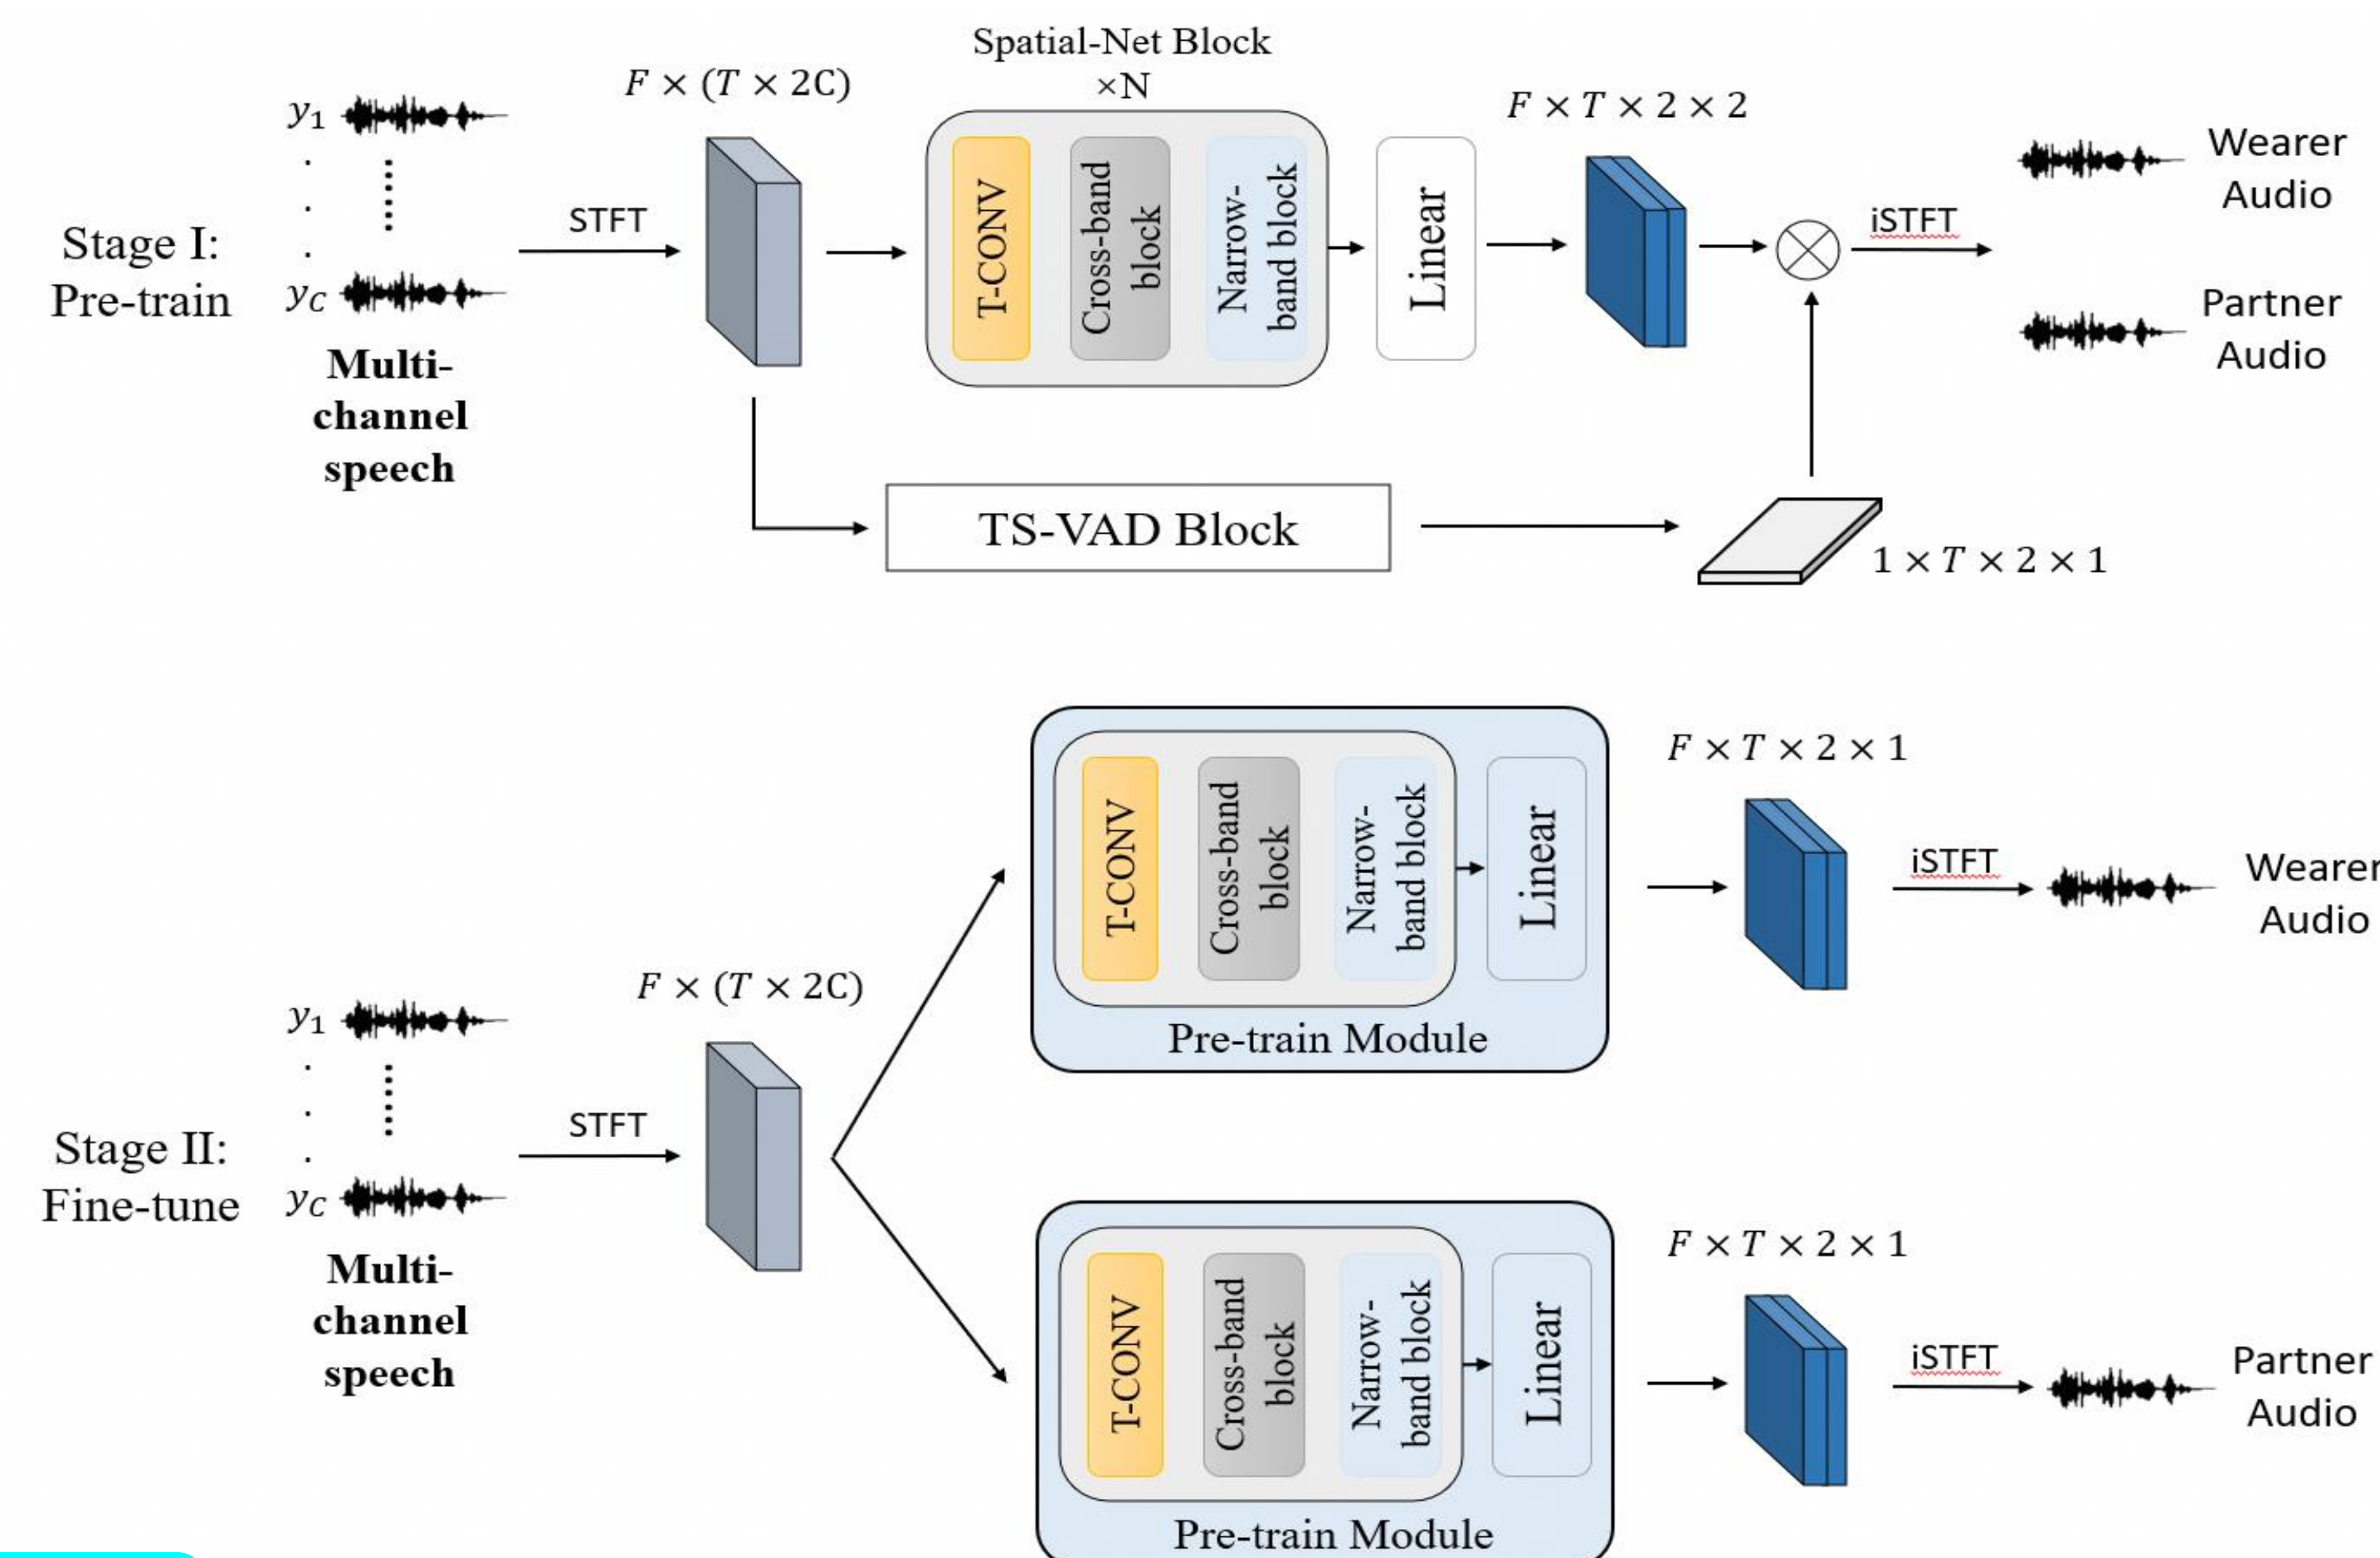 Stage I:
Pre-train
y₁
y_C
Multi-
channel
speech
STFT
F × (T × 2C)
Spatial-Net Block
×N
T-CONV
Cross-band
block
Narrow-
band block
Linear
F × T × 2 × 2
iSTFT
Wearer
Audio
Partner
Audio
TS-VAD Block
1 × T × 2 × 1
Stage II:
Fine-tune
y₁
y_C
Multi-
channel
speech
STFT
F × (T × 2C)
T-CONV
Cross-band
block
Narrow-
band block
Linear
Pre-train Module
F × T × 2 × 1
iSTFT
Wearer
Audio
T-CONV
Cross-band
block
Narrow-
band block
Linear
Pre-train Module
F × T × 2 × 1
iSTFT
Partner
Audio